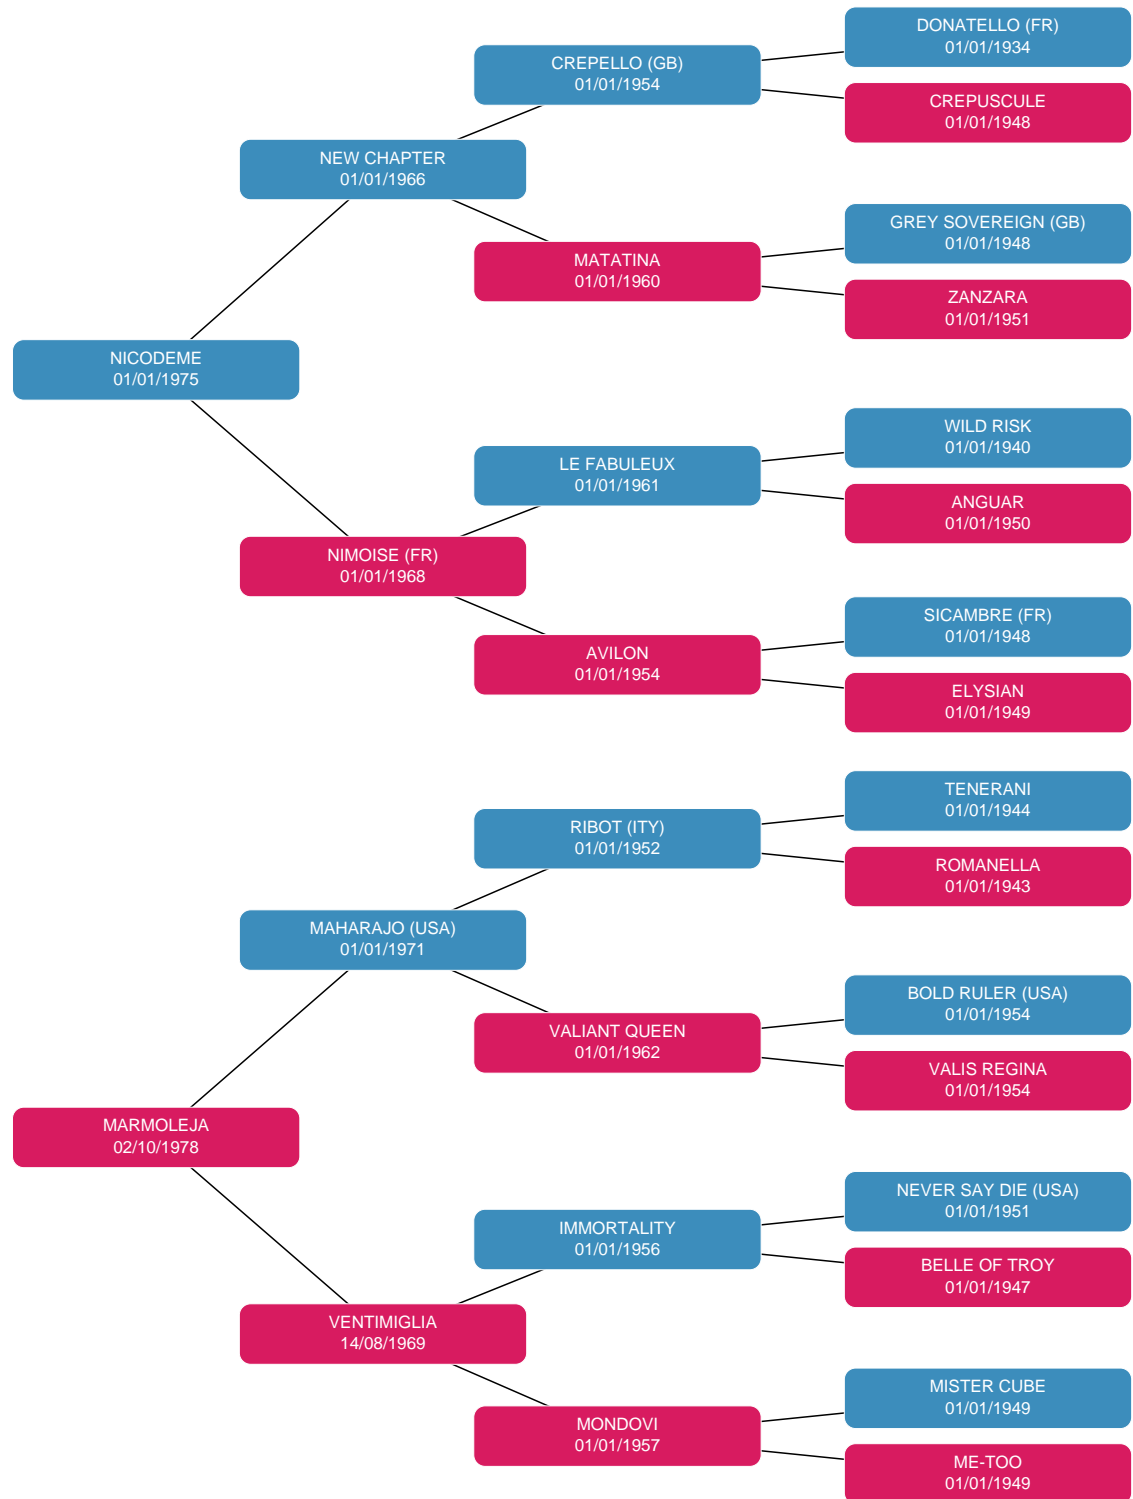 DONATELLO (FR)
01/01/1934
CREPELLO (GB)
01/01/1954
CREPUSCULE
01/01/1948
NEW CHAPTER
01/01/1966
GREY SOVEREIGN (GB)
01/01/1948
MATATINA
01/01/1960
ZANZARA
01/01/1951
NICODEME
01/01/1975
WILD RISK
01/01/1940
LE FABULEUX
01/01/1961
ANGUAR
01/01/1950
NIMOISE (FR)
01/01/1968
SICAMBRE (FR)
01/01/1948
AVILON
01/01/1954
ELYSIAN
01/01/1949
TENERANI
01/01/1944
RIBOT (ITY)
01/01/1952
ROMANELLA
01/01/1943
MAHARAJO (USA)
01/01/1971
BOLD RULER (USA)
01/01/1954
VALIANT QUEEN
01/01/1962
VALIS REGINA
01/01/1954
MARMOLEJA
02/10/1978
NEVER SAY DIE (USA)
01/01/1951
IMMORTALITY
01/01/1956
BELLE OF TROY
01/01/1947
VENTIMIGLIA
14/08/1969
MISTER CUBE
01/01/1949
MONDOVI
01/01/1957
ME-TOO
01/01/1949